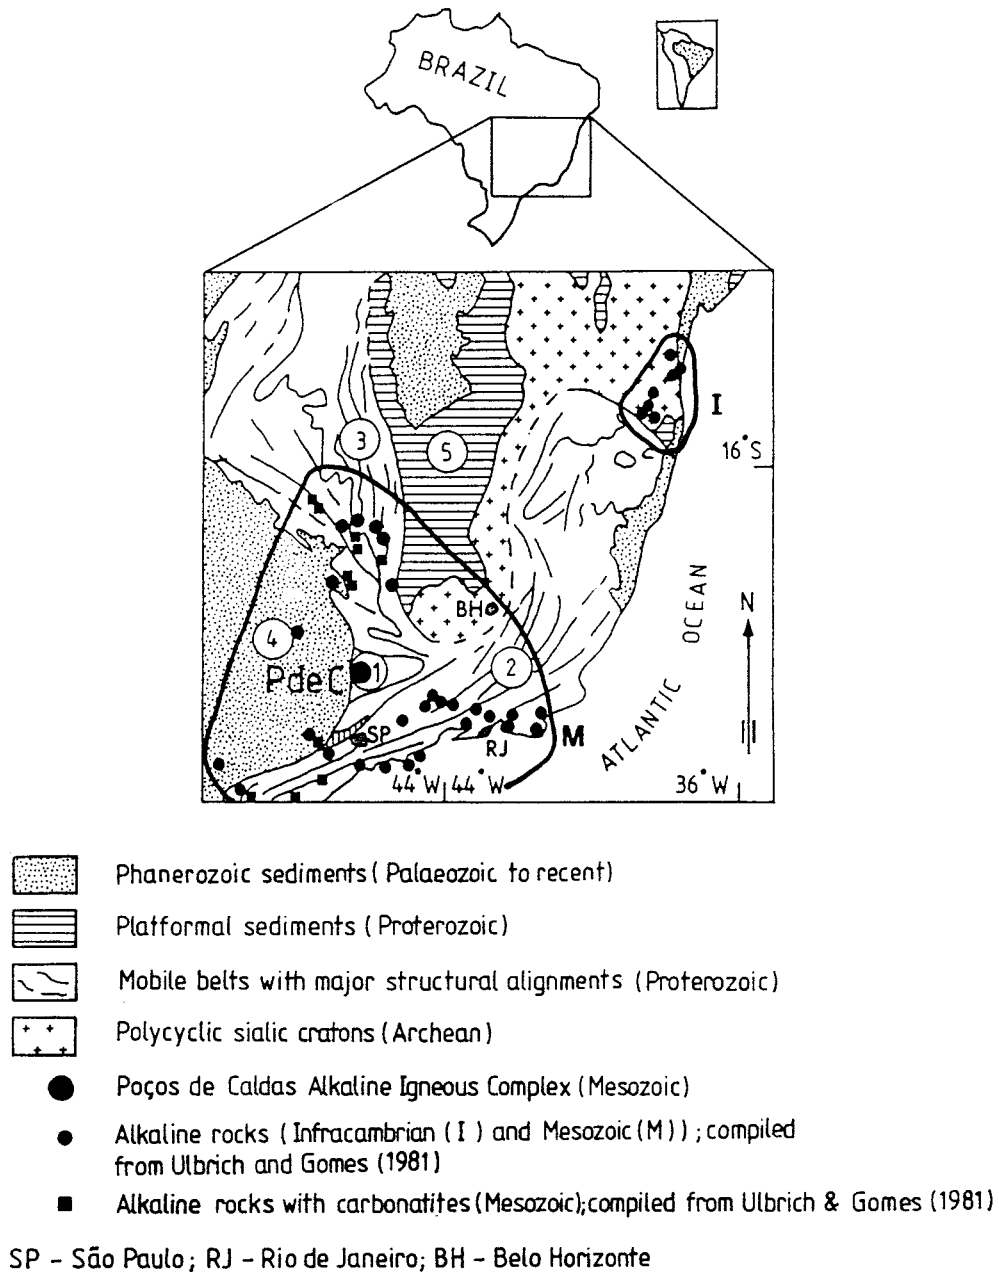 BRAZIL
I
3
5
16°S
OCEAN
N
BH
4
PdeC
1
2
SP
RJ
M
ATLANTIC
44°W
44°W
36°W
Phanerozoic sediments (Palaeozoic to recent)
Platformal sediments (Proterozoic)
Mobile belts with major structural alignments (Proterozoic)
Polycyclic sialic cratons (Archean)
Poços de Caldas Alkaline Igneous Complex (Mesozoic)
Alkaline rocks (Infracambrian (I) and Mesozoic (M)); compiled
from Ulbrich and Gomes (1981)
Alkaline rocks with carbonatites (Mesozoic); compiled from Ulbrich & Gomes (1981)
SP - São Paulo; RJ - Rio de Janeiro; BH - Belo Horizonte